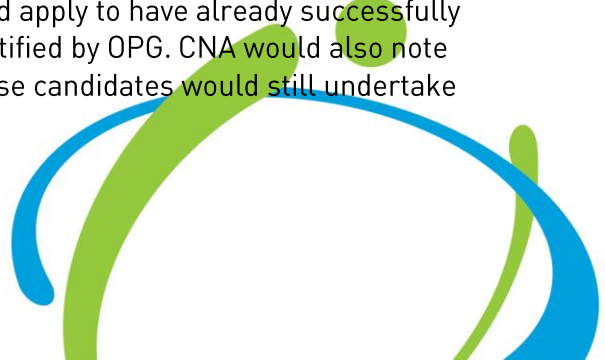 d apply to have already successfully
tified by OPG. CNA would also note
se candidates would still undertake